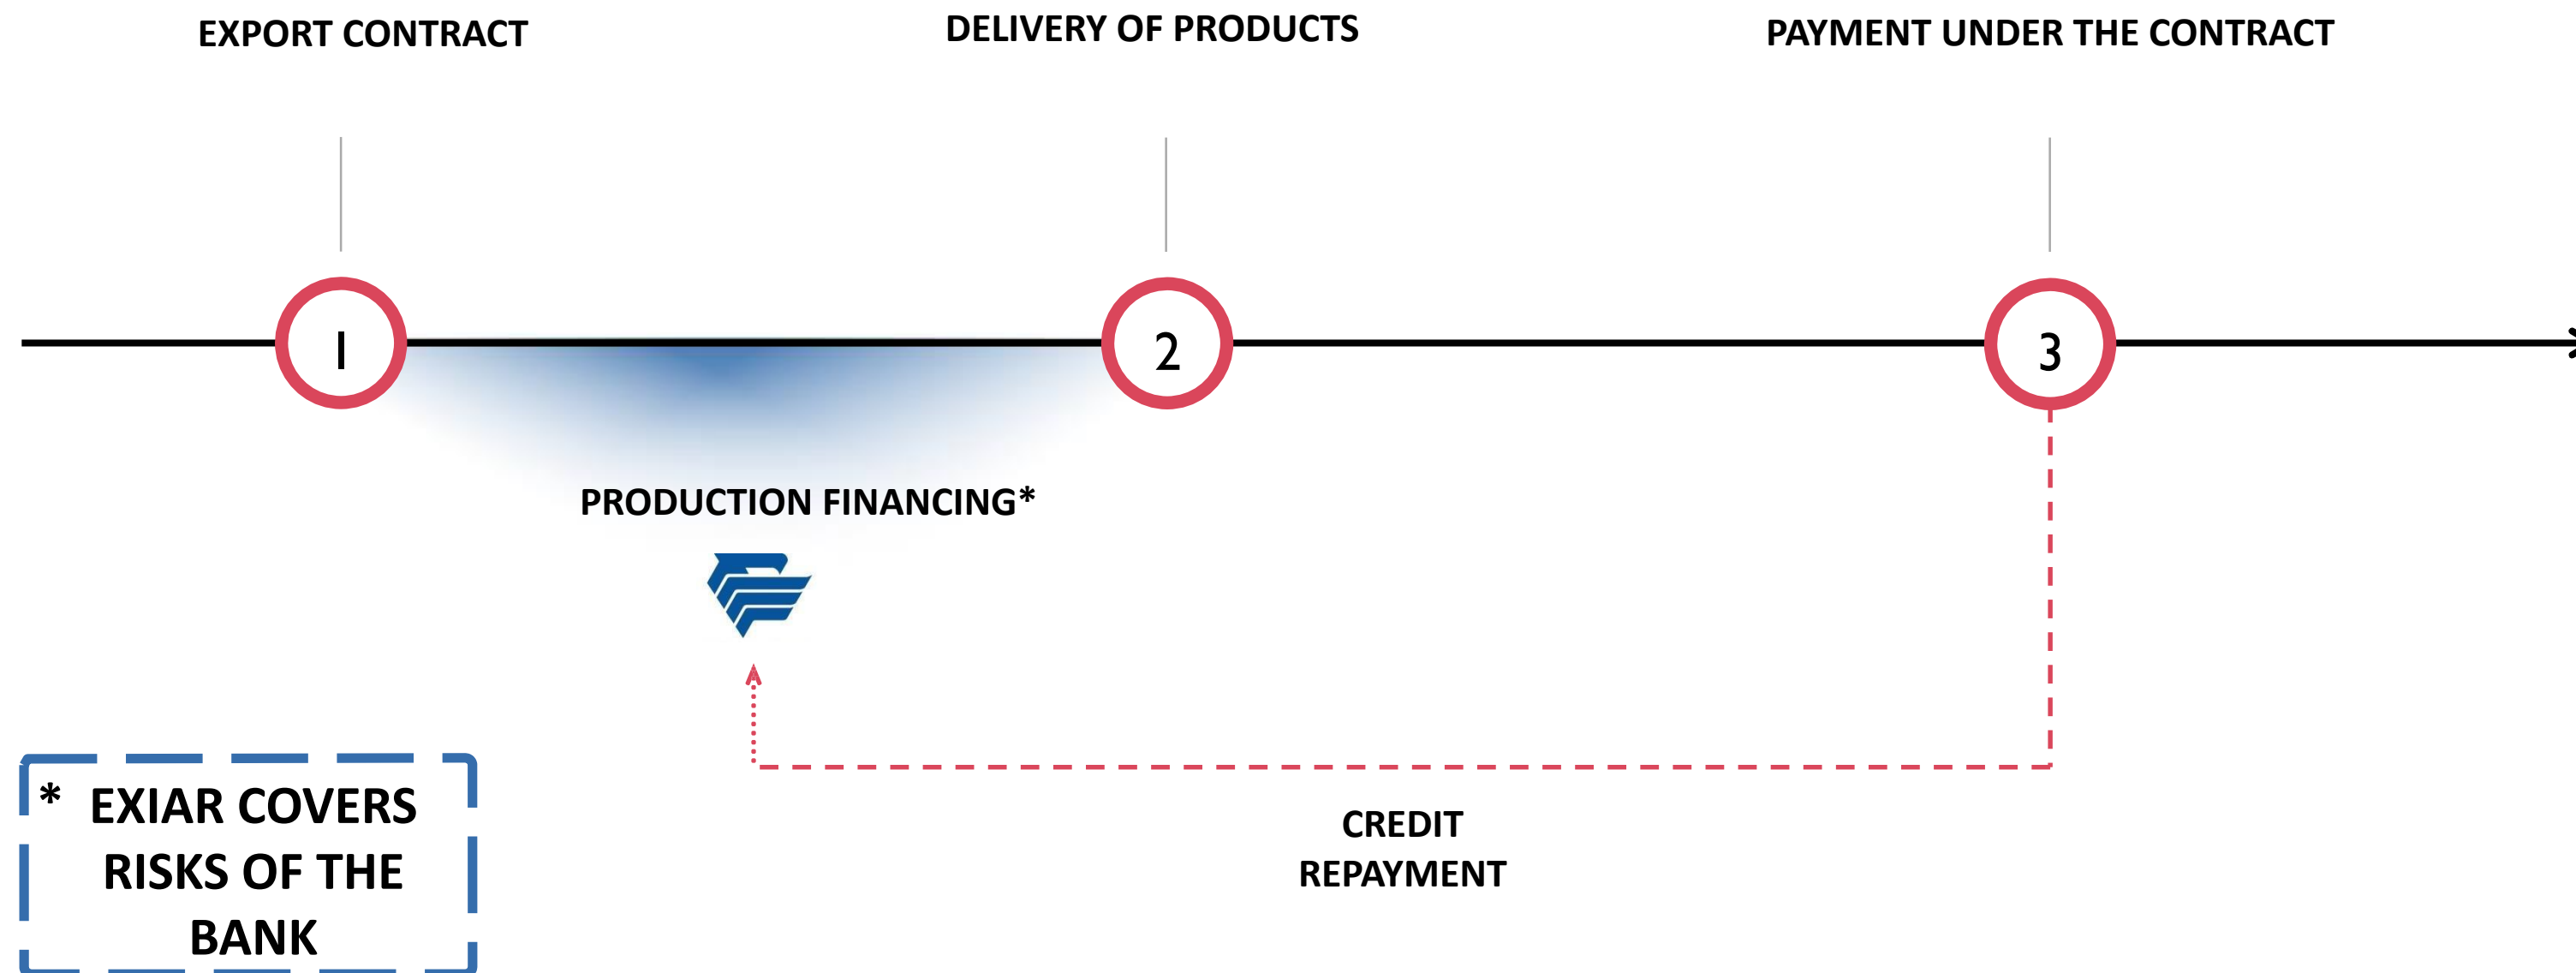 EXPORT CONTRACT
DELIVERY OF PRODUCTS
PAYMENT UNDER THE CONTRACT
1
2
3
PRODUCTION FINANCING*
CREDIT
REPAYMENT
* EXIAR COVERS
RISKS OF THE
BANK